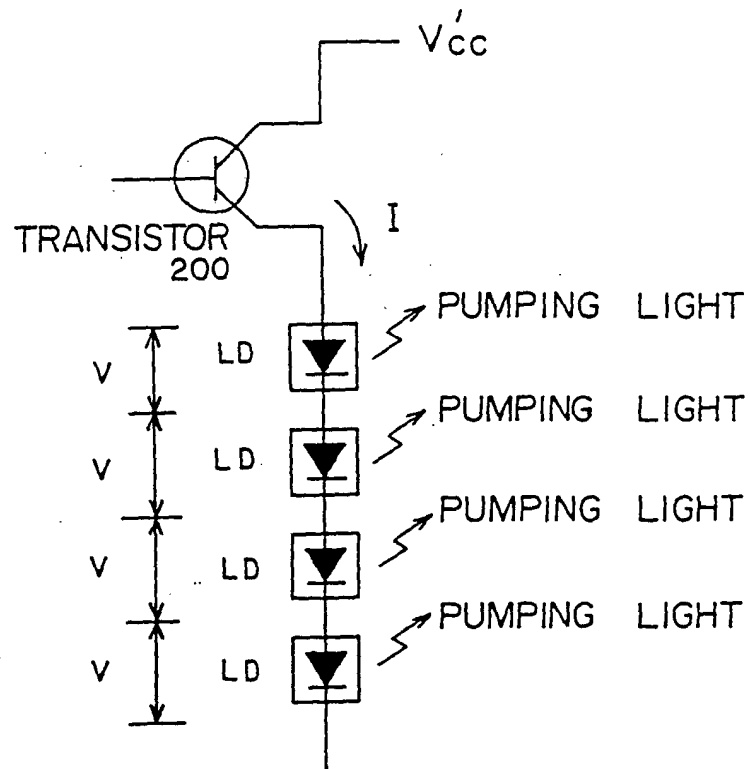 V'cc
I
TRANSISTOR
200
PUMPING LIGHT
LD
V
PUMPING LIGHT
LD
V
PUMPING LIGHT
LD
V
PUMPING LIGHT
LD
V